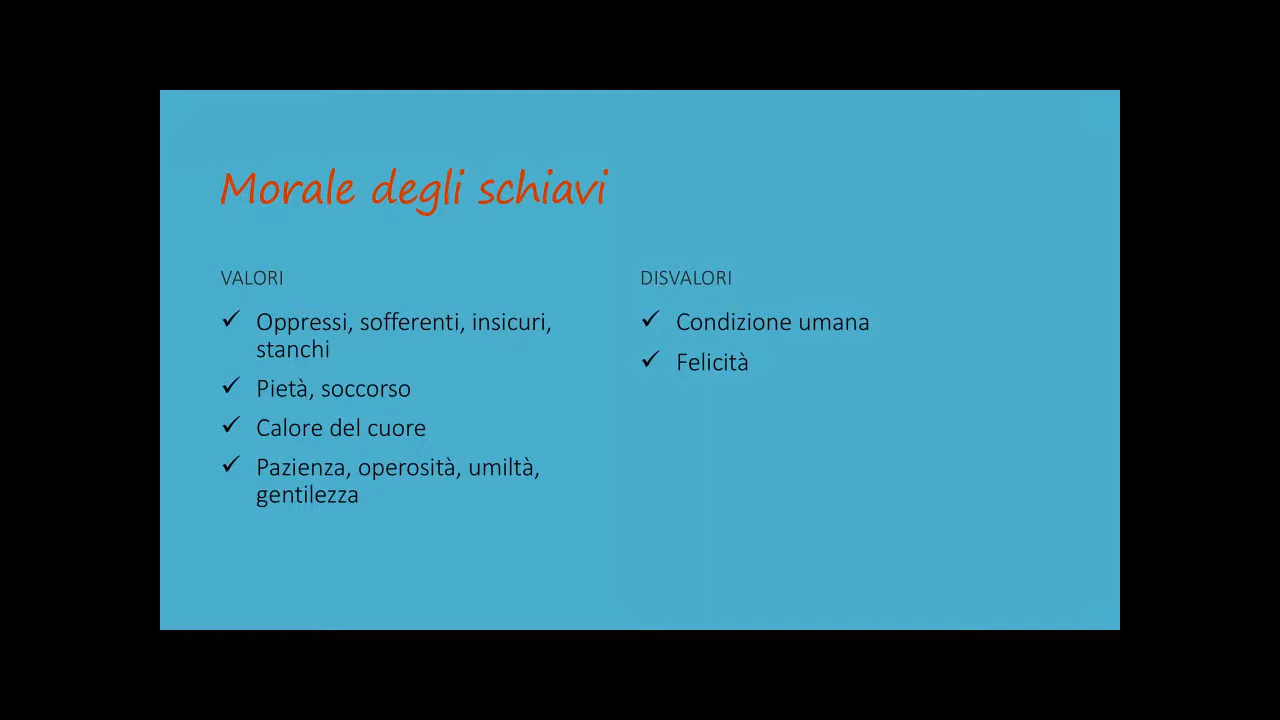 Morale degli schiavi
VALORI
Oppressi, sofferenti, insicuri,
stanchi
Pietà, soccorso
Calore del cuore
Pazienza, operosità, umiltà,
gentilezza
DISVALORI
Condizione umana
Felicità